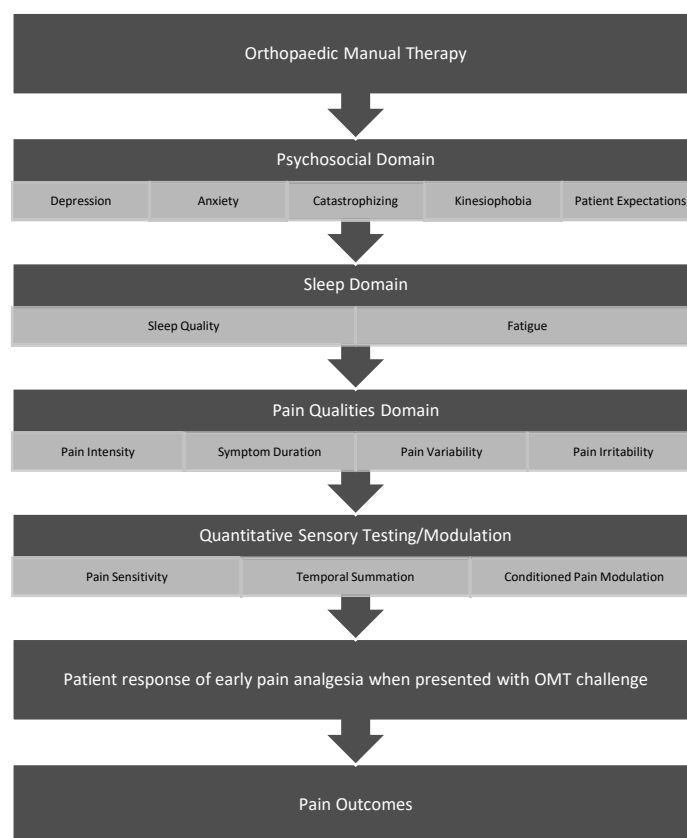 Orthopaedic Manual Therapy
Psychosocial Domain
Depression
Anxiety
Catastrophizing
Kinesiophobia
Patient Expectations
Sleep Domain
Sleep Quality
Fatigue
Pain Qualities Domain
Pain Intensity
Symptom Duration
Pain Variability
Pain Irritability
Quantitative Sensory Testing/Modulation
Pain Sensitivity
Temporal Summation
Conditioned Pain Modulation
Patient response of early pain analgesia when presented with OMT challenge
Pain Outcomes